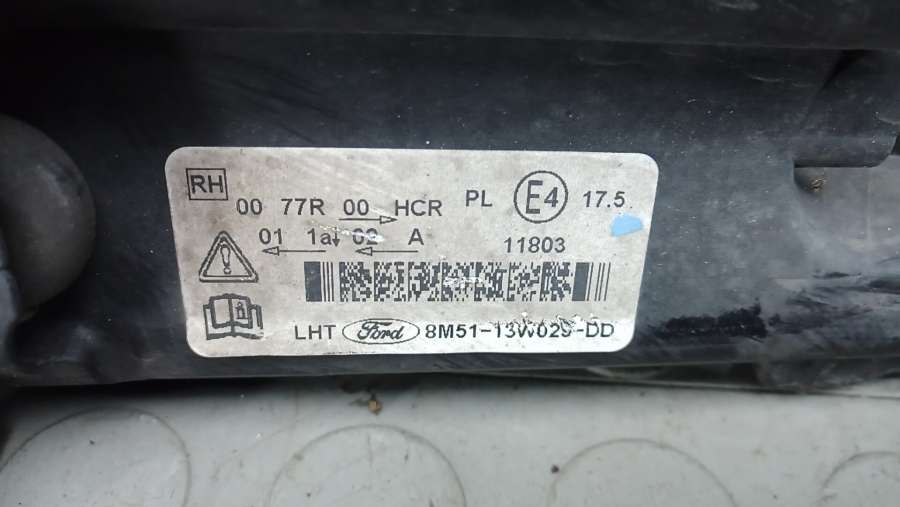 RH
00 77R 00 HCR PL E4 17.5
01 1a↓ 02 A 11803
LHT Ford 8M51-13W029-DD